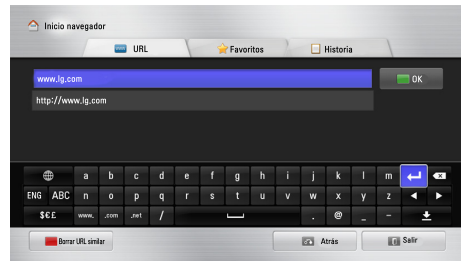 Inicio navegador
URL Favoritos Historia
www.lg.com OK
http://www.lg.com
a b c d e f g h i j k l m
ENG ABC n o p q r s t u v w x y z
$€£ www. .com .net / . @ _ -
Borrar URL similar Atrás Salir